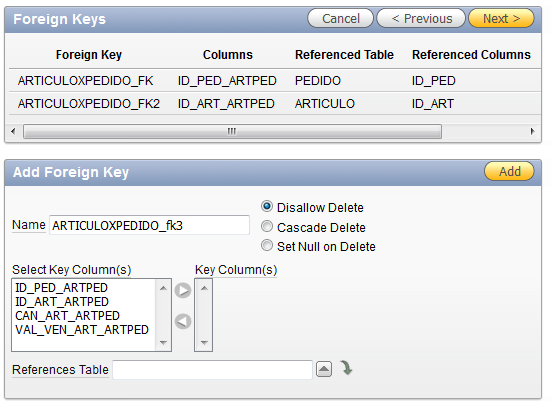 Foreign Keys Cancel < Previous Next >
Foreign Key Columns Referenced Table Referenced Columns
ARTICULOXPEDIDO_FK ID_PED_ARTPED PEDIDO ID_PED
ARTICULOXPEDIDO_FK2 ID_ART_ARTPED ARTICULO ID_ART
Add Foreign Key Add
Disallow Delete
Name ARTICULOXPEDIDO_fk3 Cascade Delete
Set Null on Delete
Select Key Column(s) Key Column(s)
ID_PED_ARTPED
ID_ART_ARTPED
CAN_ART_ARTPED
VAL_VEN_ART_ARTPED
References Table